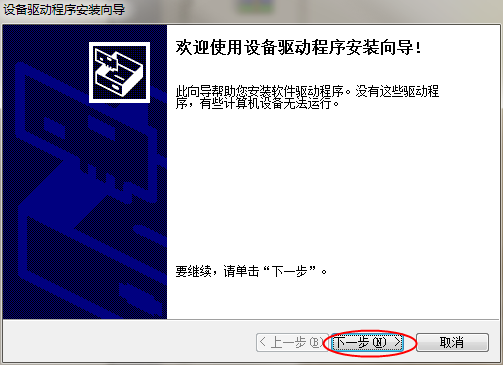 设备驱动程序安装向导
欢迎使用设备驱动程序安装向导!
此向导帮助您安装软件驱动程序。没有这些驱动程
序，有些计算机设备无法运行。
要继续，请单击“下一步”。
< 上一步(B)
下一步(N) >
取消